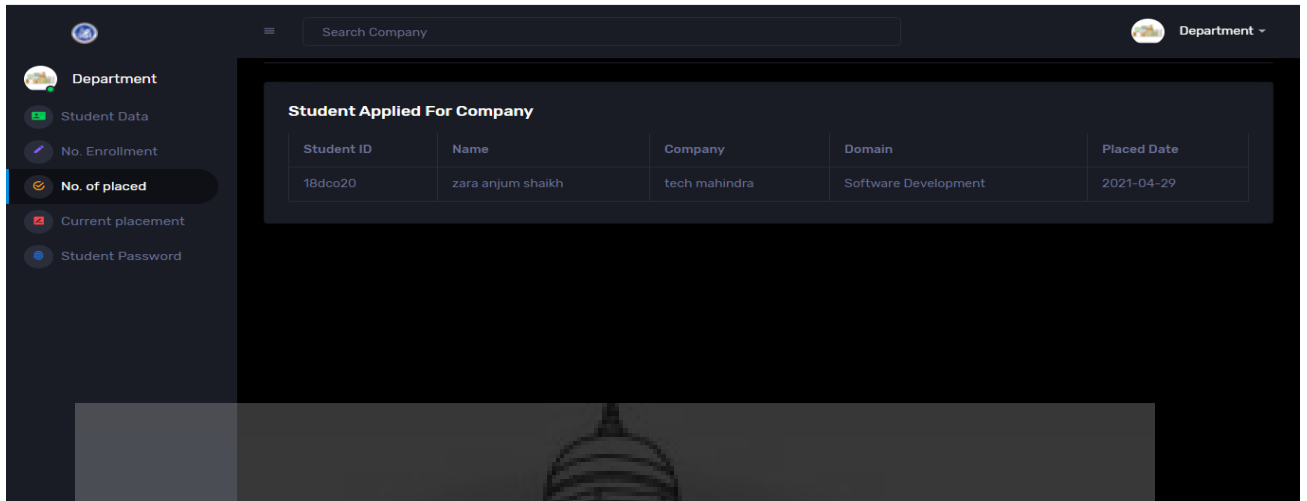 Search Company
Department
Department
Student Data
No. Enrollment
No. of placed
Current placement
Student Password
Student Applied For Company
Student ID Name Company Domain Placed Date
18dco20 zara anjum shaikh tech mahindra Software Development 2021-04-29